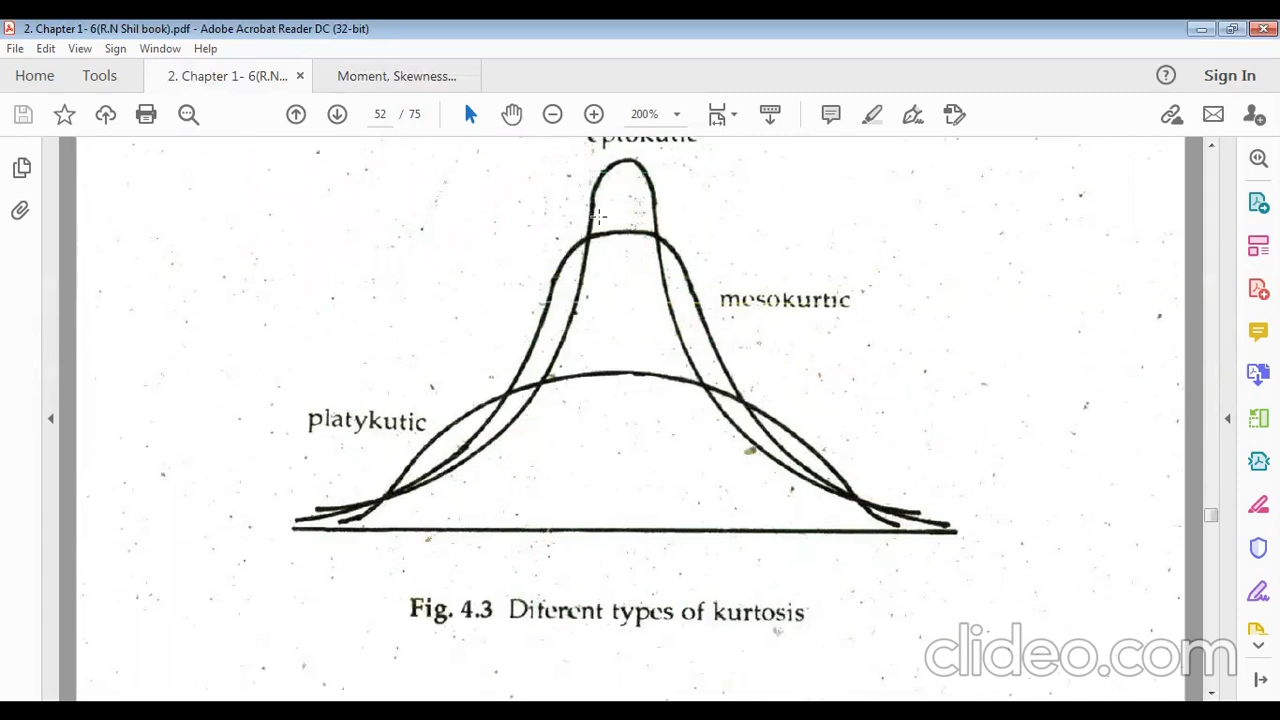 2. Chapter 1- 6(R.N Shil book).pdf - Adobe Acrobat Reader DC (32-bit)
File Edit View Sign Window Help
Home Tools 2. Chapter 1- 6(R.N... × Moment, Skewness... Sign In
52 / 75 200%
mesokurtic
platykutic
Fig. 4.3 Diferent types of kurtosis
clideo.com